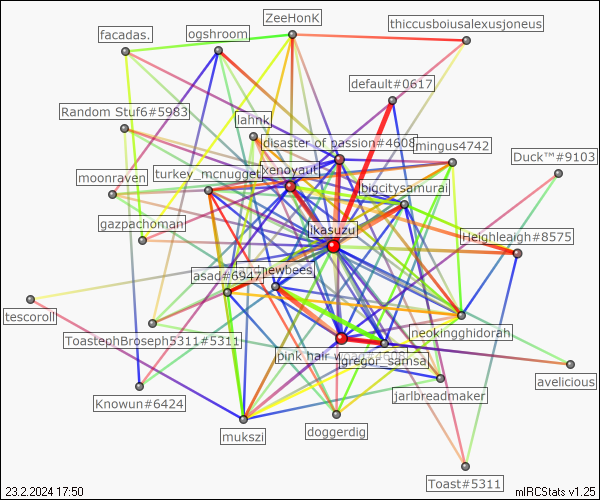 ZeeHonK
thiccusboiusalexusjoneus
facadas.
ogshroom
default#0617
Random Stuf6#5983
lahnk
disaster of passion#4608
mingus4742
Duck™#9103
moonraven
turkey_mcnugget
xenoyaut
bigcitysamurai
gazpachoman
ikasuzu
Heighleaigh#8575
asad#6947
newbees
tescoroll
ToastephBroseph5311#5311
neokingghidorah
pink hair
gregor_samsa
avelicious
Knowun#6424
jarlbreadmaker
mukszi
doggerdig
Toast#5311
23.2.2024 17:50
mIRCStats v1.25